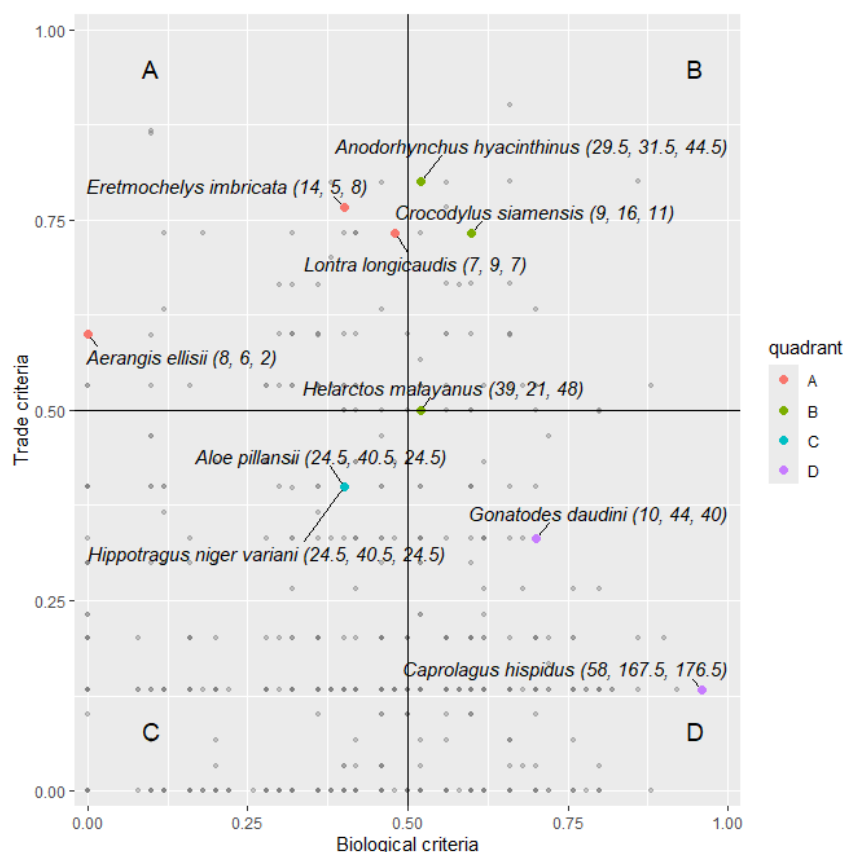 1.00
A
B
Anodorhynchus hyacinthinus (29.5, 31.5, 44.5)
Eretmochelys imbricata (14, 5, 8)
0.75
Crocodylus siamensis (9, 16, 11)
Lontra longicaudis (7, 9, 7)
Aerangis ellisii (8, 6, 2)
quadrant
A
B
C
D
Trade criteria
Helarctos malayanus (39, 21, 48)
0.50
Aloe pillansii (24.5, 40.5, 24.5)
Gonatodes daudini (10, 44, 40)
Hippotragus niger variani (24.5, 40.5, 24.5)
0.25
Caprolagus hispidus (58, 167.5, 176.5)
C
D
0.00
0.00
0.25
0.50
0.75
1.00
Biological criteria